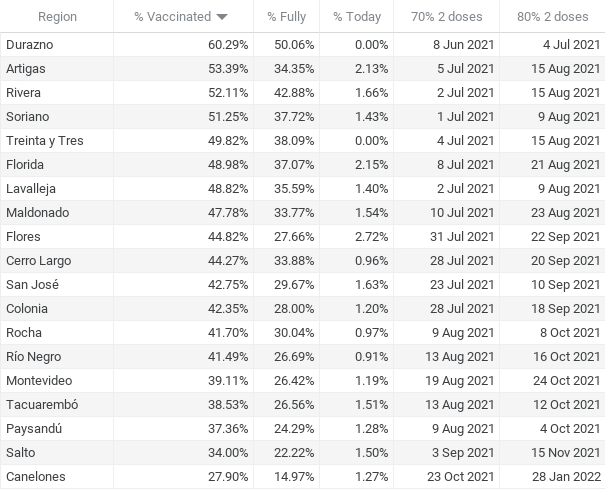 Region % Vaccinated % Fully % Today 70% 2 doses 80% 2 doses
Durazno 60.29% 50.06% 0.00% 8 Jun 2021 4 Jul 2021
Artigas 53.39% 34.35% 2.13% 5 Jul 2021 15 Aug 2021
Rivera 52.11% 42.88% 1.66% 2 Jul 2021 15 Aug 2021
Soriano 51.25% 37.72% 1.43% 1 Jul 2021 9 Aug 2021
Treinta y Tres 49.82% 38.09% 0.00% 4 Jul 2021 15 Aug 2021
Florida 48.98% 37.07% 2.15% 8 Jul 2021 21 Aug 2021
Lavalleja 48.82% 35.59% 1.40% 2 Jul 2021 9 Aug 2021
Maldonado 47.78% 33.77% 1.54% 10 Jul 2021 23 Aug 2021
Flores 44.82% 27.66% 2.72% 31 Jul 2021 22 Sep 2021
Cerro Largo 44.27% 33.88% 0.96% 28 Jul 2021 20 Sep 2021
San José 42.75% 29.67% 1.63% 23 Jul 2021 10 Sep 2021
Colonia 42.35% 28.00% 1.20% 28 Jul 2021 18 Sep 2021
Rocha 41.70% 30.04% 0.97% 9 Aug 2021 8 Oct 2021
Río Negro 41.49% 26.69% 0.91% 13 Aug 2021 16 Oct 2021
Montevideo 39.11% 26.42% 1.19% 19 Aug 2021 24 Oct 2021
Tacuarembó 38.53% 26.56% 1.51% 13 Aug 2021 12 Oct 2021
Paysandú 37.36% 24.29% 1.28% 9 Aug 2021 4 Oct 2021
Salto 34.00% 22.22% 1.50% 3 Sep 2021 15 Nov 2021
Canelones 27.90% 14.97% 1.27% 23 Oct 2021 28 Jan 2022